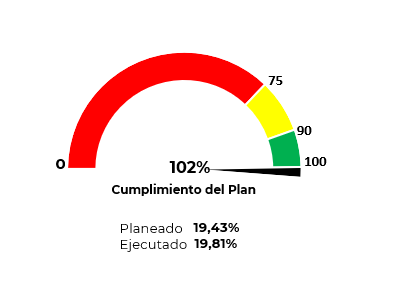 75
90
0
102%
100
Cumplimiento del Plan
Planeado 19,43%
Ejecutado 19,81%